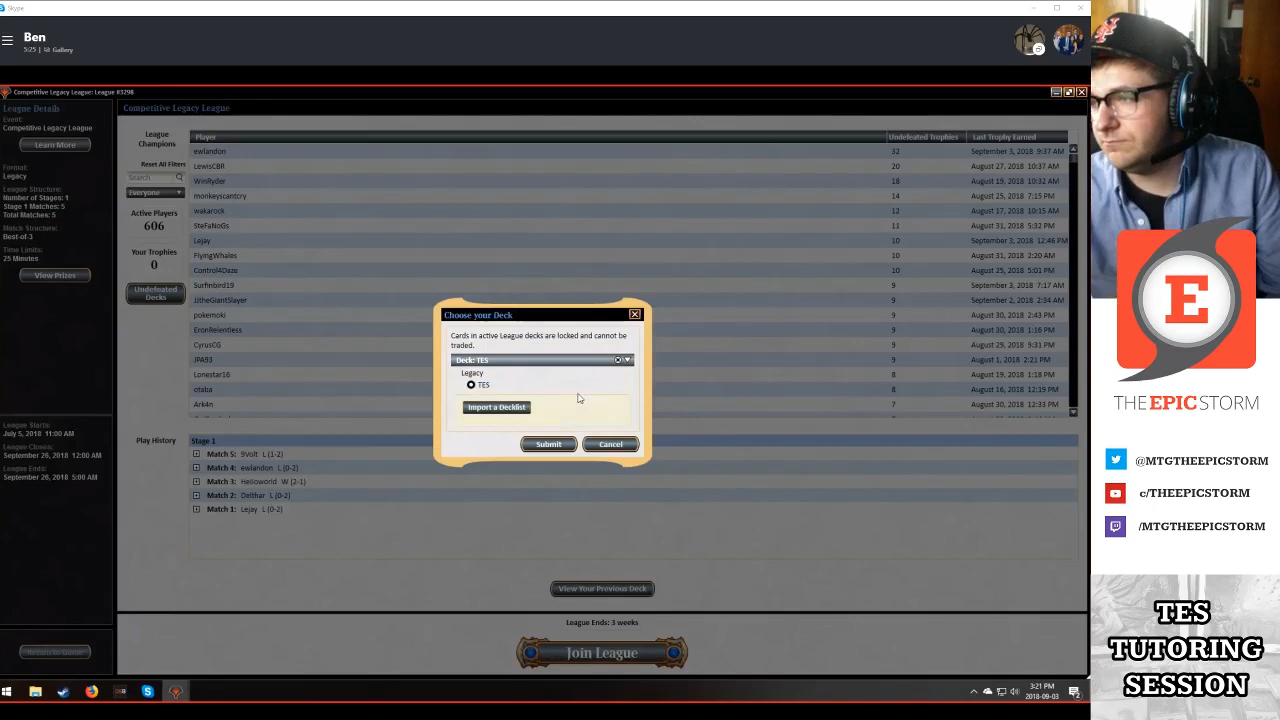 Skype
Ben
5:25 | Gallery
Competitive Legacy League: League #3298
League Details
Event:
Competitive Legacy League
Learn More
Format:
Legacy
League Structure:
Number of Stages: 1
Stage 1 Matches: 5
Total Matches: 5
Match Structure:
Best-of-3
Time Limits:
25 Minutes
View Prizes
League Starts:
July 5, 2018 11:00 AM
League Closes:
September 26, 2018 12:00 AM
League Ends:
September 26, 2018 5:00 AM
Competitive Legacy League
League
Champions
Reset All Filters
Search
Everyone
Active Players
606
Your Trophies
0
Undefeated
Decks
Player Undefeated Trophies Last Trophy Earned
ewlandon 32 September 3, 2018 9:37 AM
LewisCBR 20 August 27, 2018 10:37 AM
WinRyder 18 August 19, 2018 10:32 AM
monkeyscantcry 14 August 25, 2018 7:15 PM
wakarock 12 August 17, 2018 10:15 AM
SteFaNoGs 11 August 31, 2018 5:32 PM
Lejay 10 September 3, 2018 12:46 PM
FlyingWhales 10 August 31, 2018 2:20 AM
Control4Daze 10 August 25, 2018 5:01 PM
Surfinbird19 9 September 3, 2018 7:17 AM
JJtheGiantSlayer 9 September 2, 2018 2:34 AM
pokemoki 9 August 30, 2018 2:43 PM
EronRelentless 9 August 30, 2018 1:16 PM
CyrusCG 9 August 29, 2018 9:31 PM
JPA93 9 August 1, 2018 2:21 PM
Lonestar16 8 August 19, 2018 1:18 PM
otaba 8 August 16, 2018 12:19 PM
Ark4n 7 August 30, 2018 12:33 PM
Choose your Deck
Cards in active League decks are locked and cannot be
traded.
Deck: TES
Legacy
TES
Import a Decklist
Submit Cancel
Play History
Stage 1
Match 5: 9Volt L (1-2)
Match 4: ewlandon L (0-2)
Match 3: Helloworld W (2-1)
Match 2: Delthar L (0-2)
Match 1: Lejay L (0-2)
View Your Previous Deck
League Ends: 3 weeks
Return to Game
Join League
3:21 PM
2018-09-03
E
THE EPIC STORM
@MTGTHEEPICSTORM
c/THEEPICSTORM
/MTGTHEEPICSTORM
TES
TUTORING
SESSION